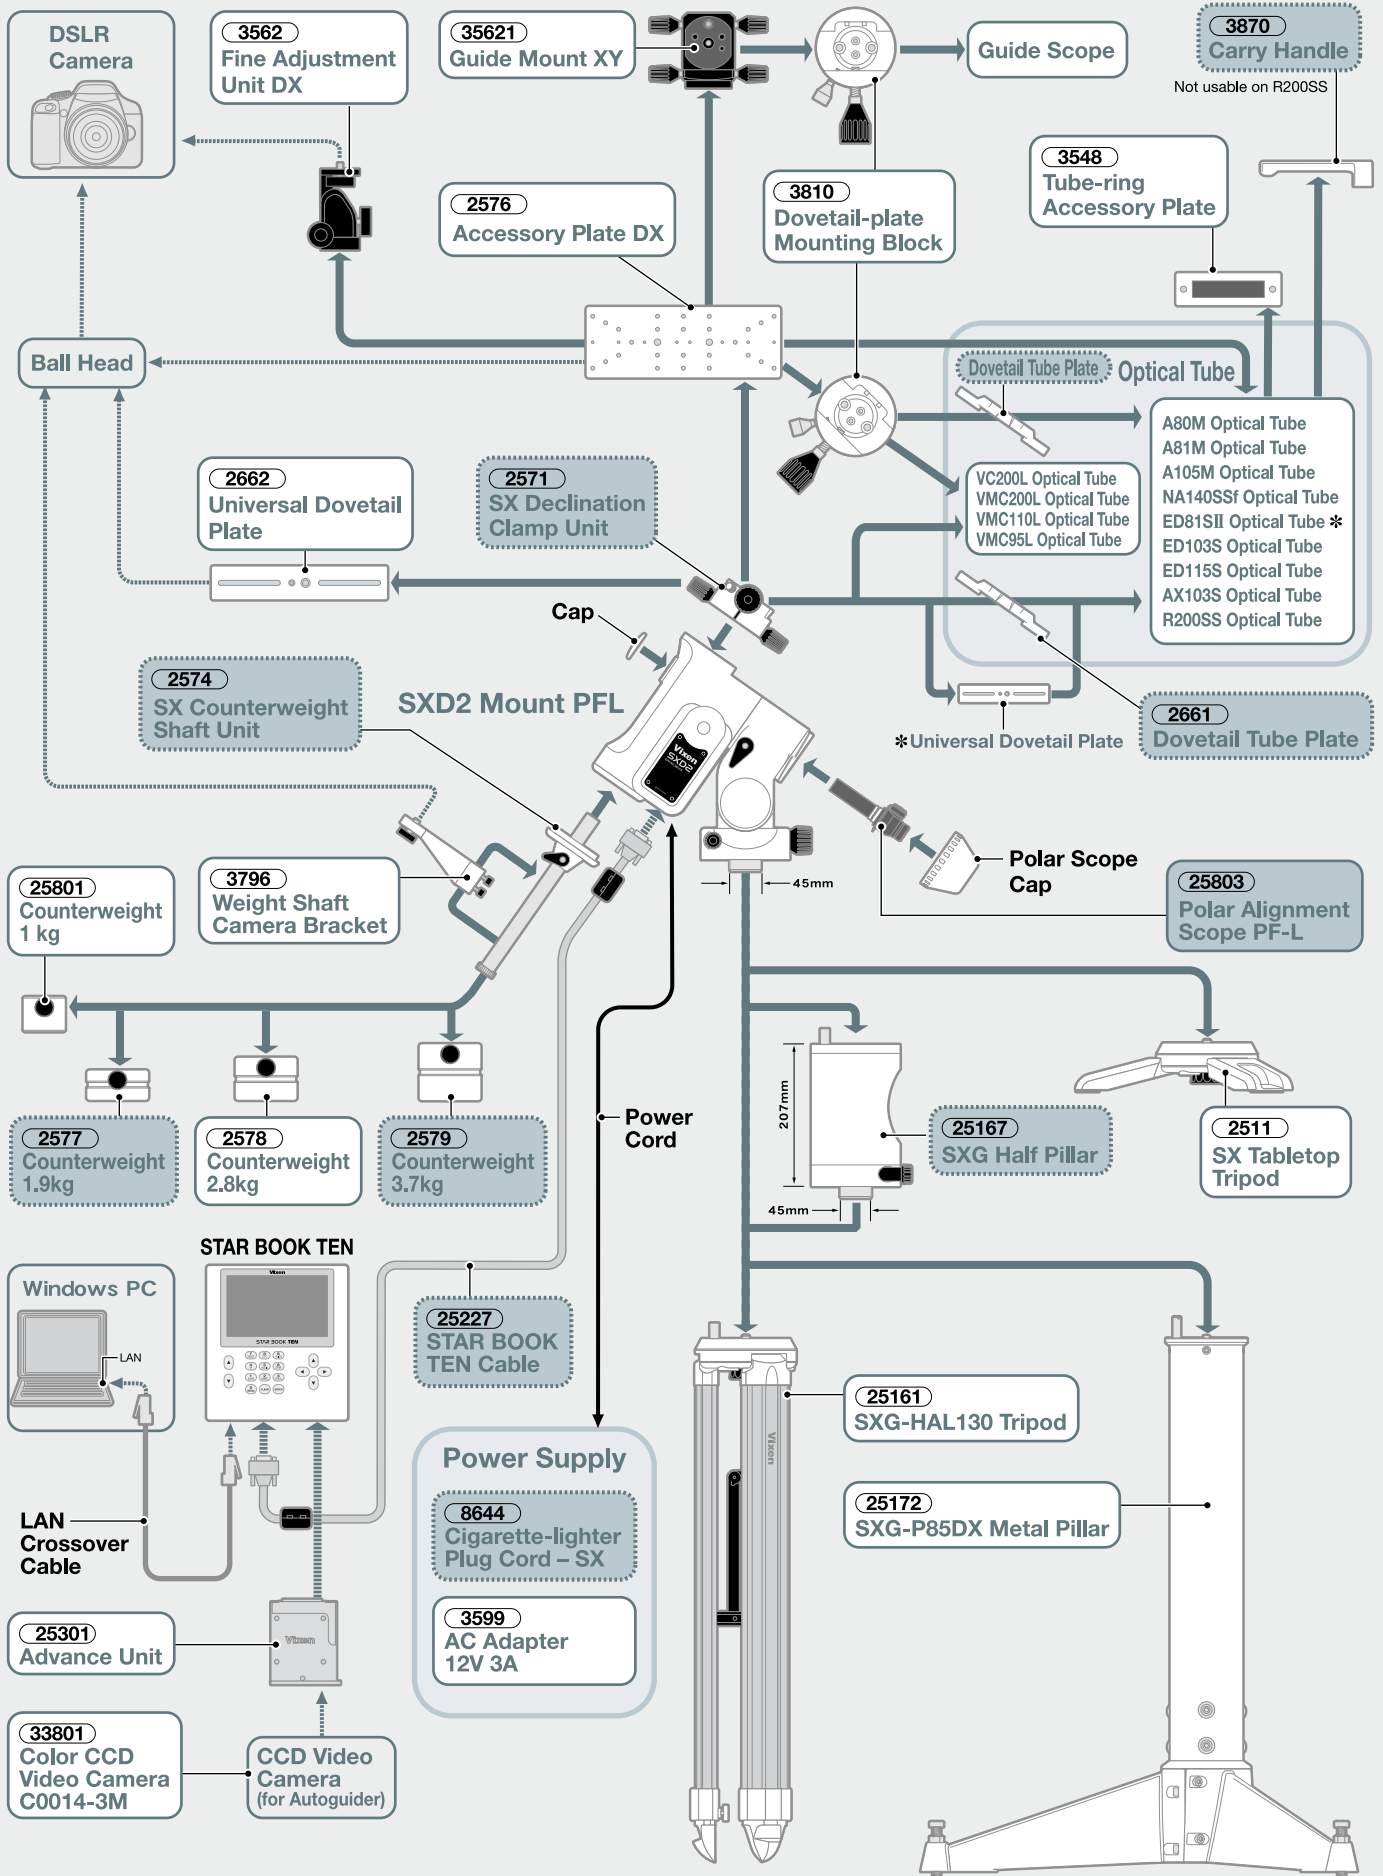 DSLR
Camera
3562
Fine Adjustment
Unit DX
35621
Guide Mount XY
Guide Scope
3870
Carry Handle
Not usable on R200SS
2576
Accessory Plate DX
3810
Dovetail-plate
Mounting Block
3548
Tube-ring
Accessory Plate
Ball Head
Dovetail Tube Plate
Optical Tube
A80M Optical Tube
A81M Optical Tube
A105M Optical Tube
NA140SSf Optical Tube
ED81SII Optical Tube *
ED103S Optical Tube
ED115S Optical Tube
AX103S Optical Tube
R200SS Optical Tube
VC200L Optical Tube
VMC200L Optical Tube
VMC110L Optical Tube
VMC95L Optical Tube
2662
Universal Dovetail
Plate
2571
SX Declination
Clamp Unit
Cap
2574
SX Counterweight
Shaft Unit
SXD2 Mount PFL
Vixen
SXD2
*Universal Dovetail Plate
2661
Dovetail Tube Plate
Polar Scope
Cap
45mm
25803
Polar Alignment
Scope PF-L
25801
Counterweight
1 kg
3796
Weight Shaft
Camera Bracket
2577
Counterweight
1.9kg
2578
Counterweight
2.8kg
2579
Counterweight
3.7kg
Power
Cord
207mm
45mm
25167
SXG Half Pillar
2511
SX Tabletop
Tripod
STAR BOOK TEN
Windows PC
LAN
Vixen
STAR BOOK TEN
25227
STAR BOOK
TEN Cable
LAN
Crossover
Cable
Power Supply
8644
Cigarette-lighter
Plug Cord – SX
3599
AC Adapter
12V 3A
Vixen
25161
SXG-HAL130 Tripod
25172
SXG-P85DX Metal Pillar
25301
Advance Unit
Vixen
33801
Color CCD
Video Camera
C0014-3M
CCD Video
Camera
(for Autoguider)